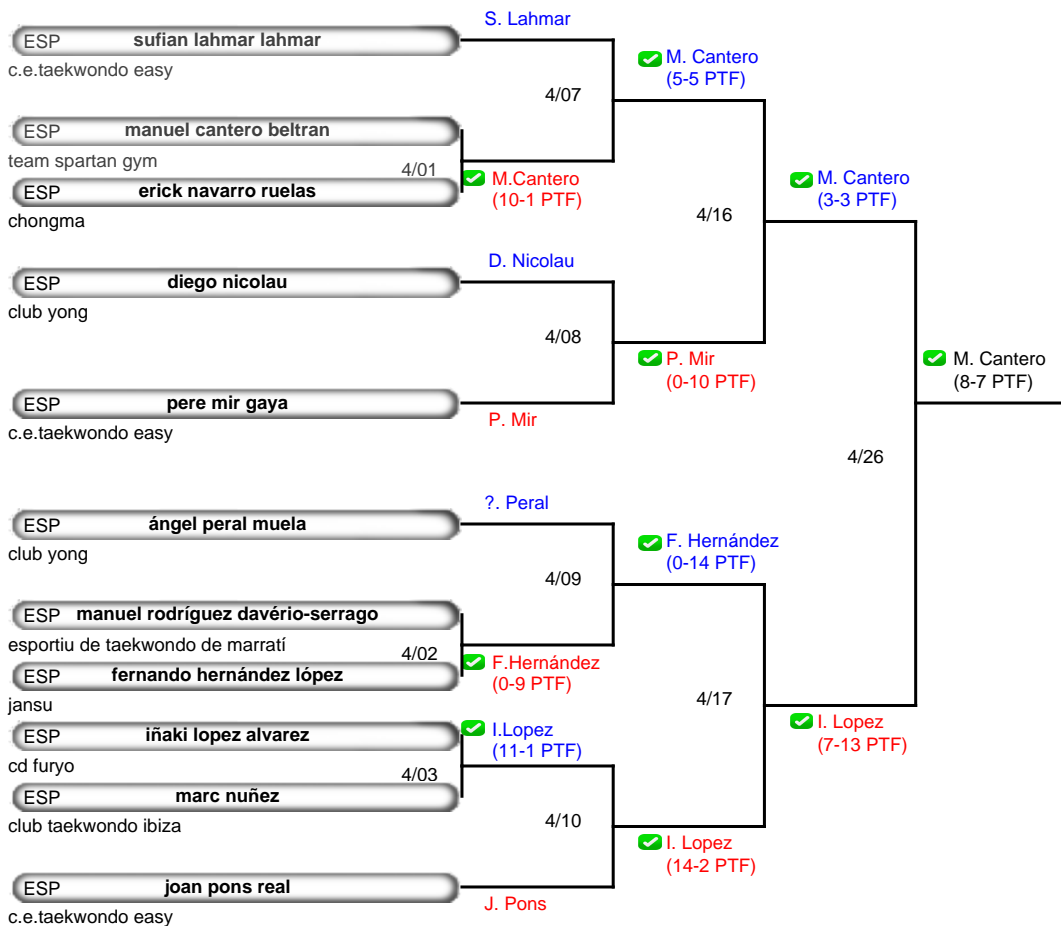 S. Lahmar
ESP sufian lahmar lahmar
c.e.taekwondo easy
M. Cantero
(5-5 PTF)
4/07
ESP manuel cantero beltran
team spartan gym
4/01
ESP erick navarro ruelas
chongma
M.Cantero
(10-1 PTF)
M. Cantero
(3-3 PTF)
4/16
D. Nicolau
ESP diego nicolau
club yong
4/08
P. Mir
(0-10 PTF)
M. Cantero
(8-7 PTF)
ESP pere mir gaya
P. Mir
c.e.taekwondo easy
4/26
?. Peral
ESP ángel peral muela
club yong
F. Hernández
(0-14 PTF)
4/09
ESP manuel rodríguez davério-serrago
esportiu de taekwondo de marratí
4/02
ESP fernando hernández lópez
jansu
F.Hernández
(0-9 PTF)
4/17
I. Lopez
(7-13 PTF)
ESP iñaki lopez alvarez
cd furyo
I.Lopez
(11-1 PTF)
4/03
ESP marc nuñez
club taekwondo ibiza
4/10
I. Lopez
(14-2 PTF)
ESP joan pons real
J. Pons
c.e.taekwondo easy